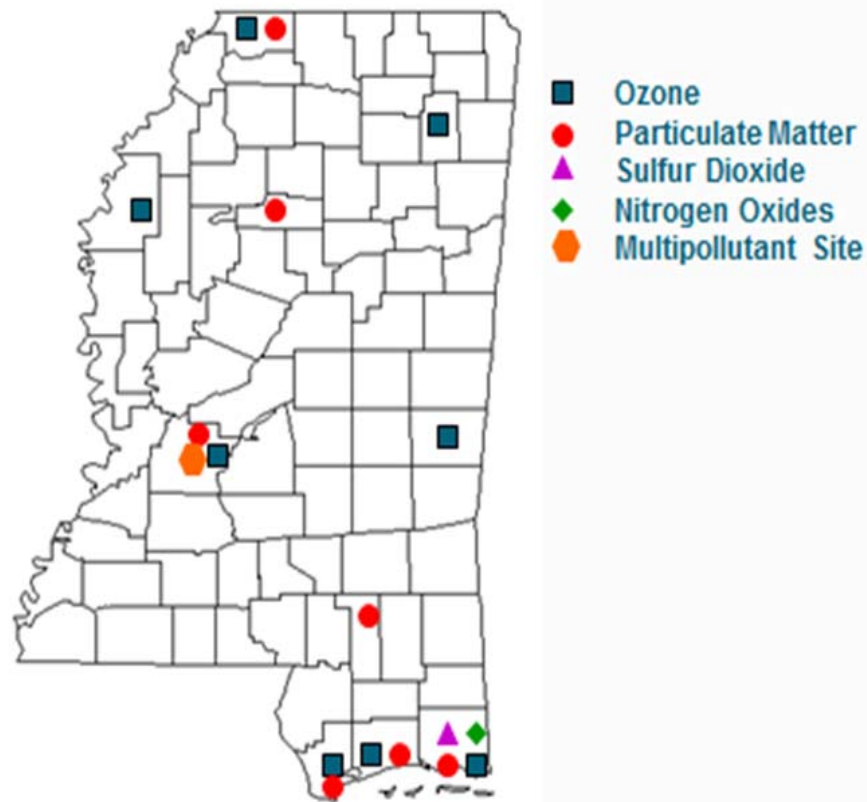 Ozone
Particulate Matter
Sulfur Dioxide
Nitrogen Oxides
Multipollutant Site